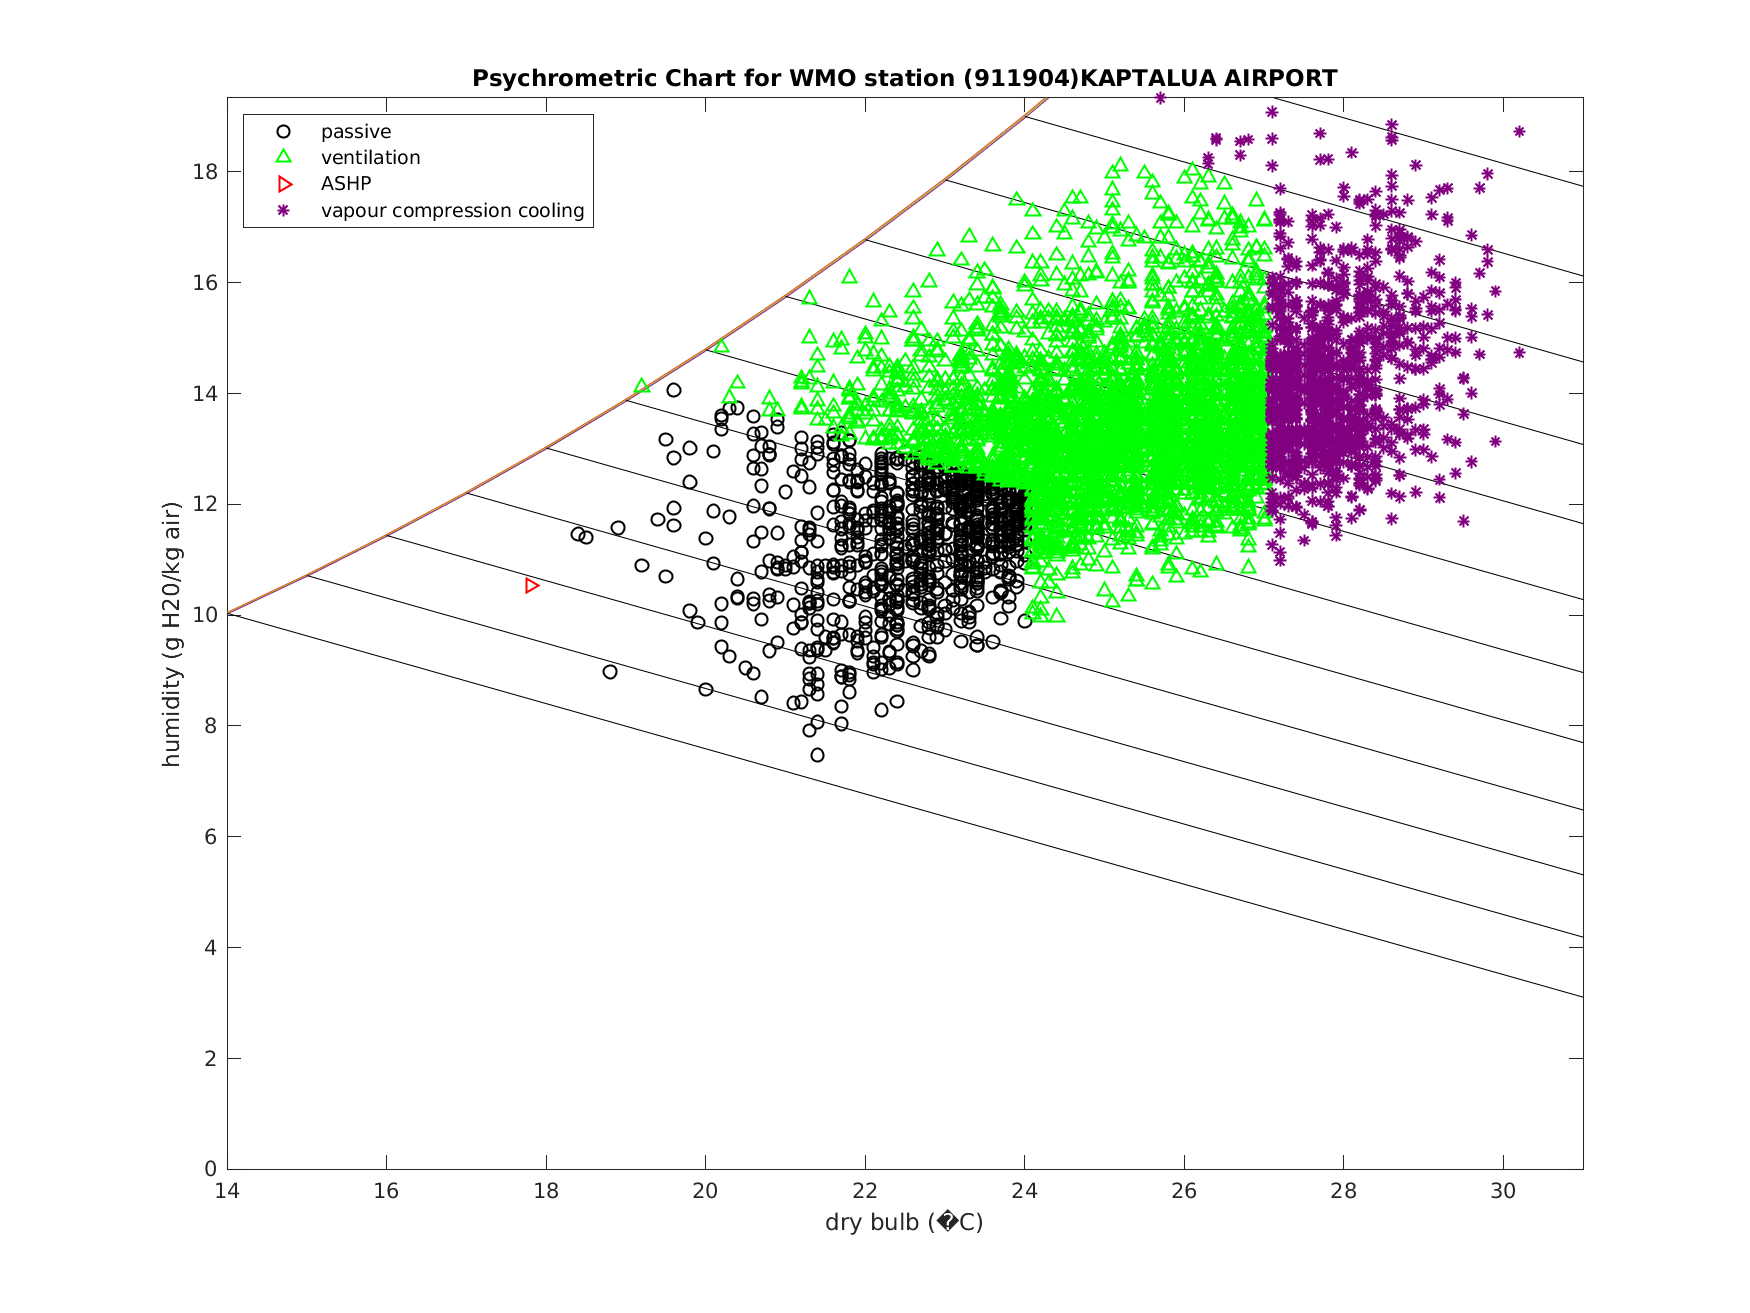 Psychrometric Chart for WMO station (911904)KAPTALUA AIRPORT
passive
ventilation
ASHP
vapour compression cooling
humidity (g H20/kg air)
18
16
14
12
10
8
6
4
2
0
14 16 18 20 22 24 26 28 30
dry bulb (�C)